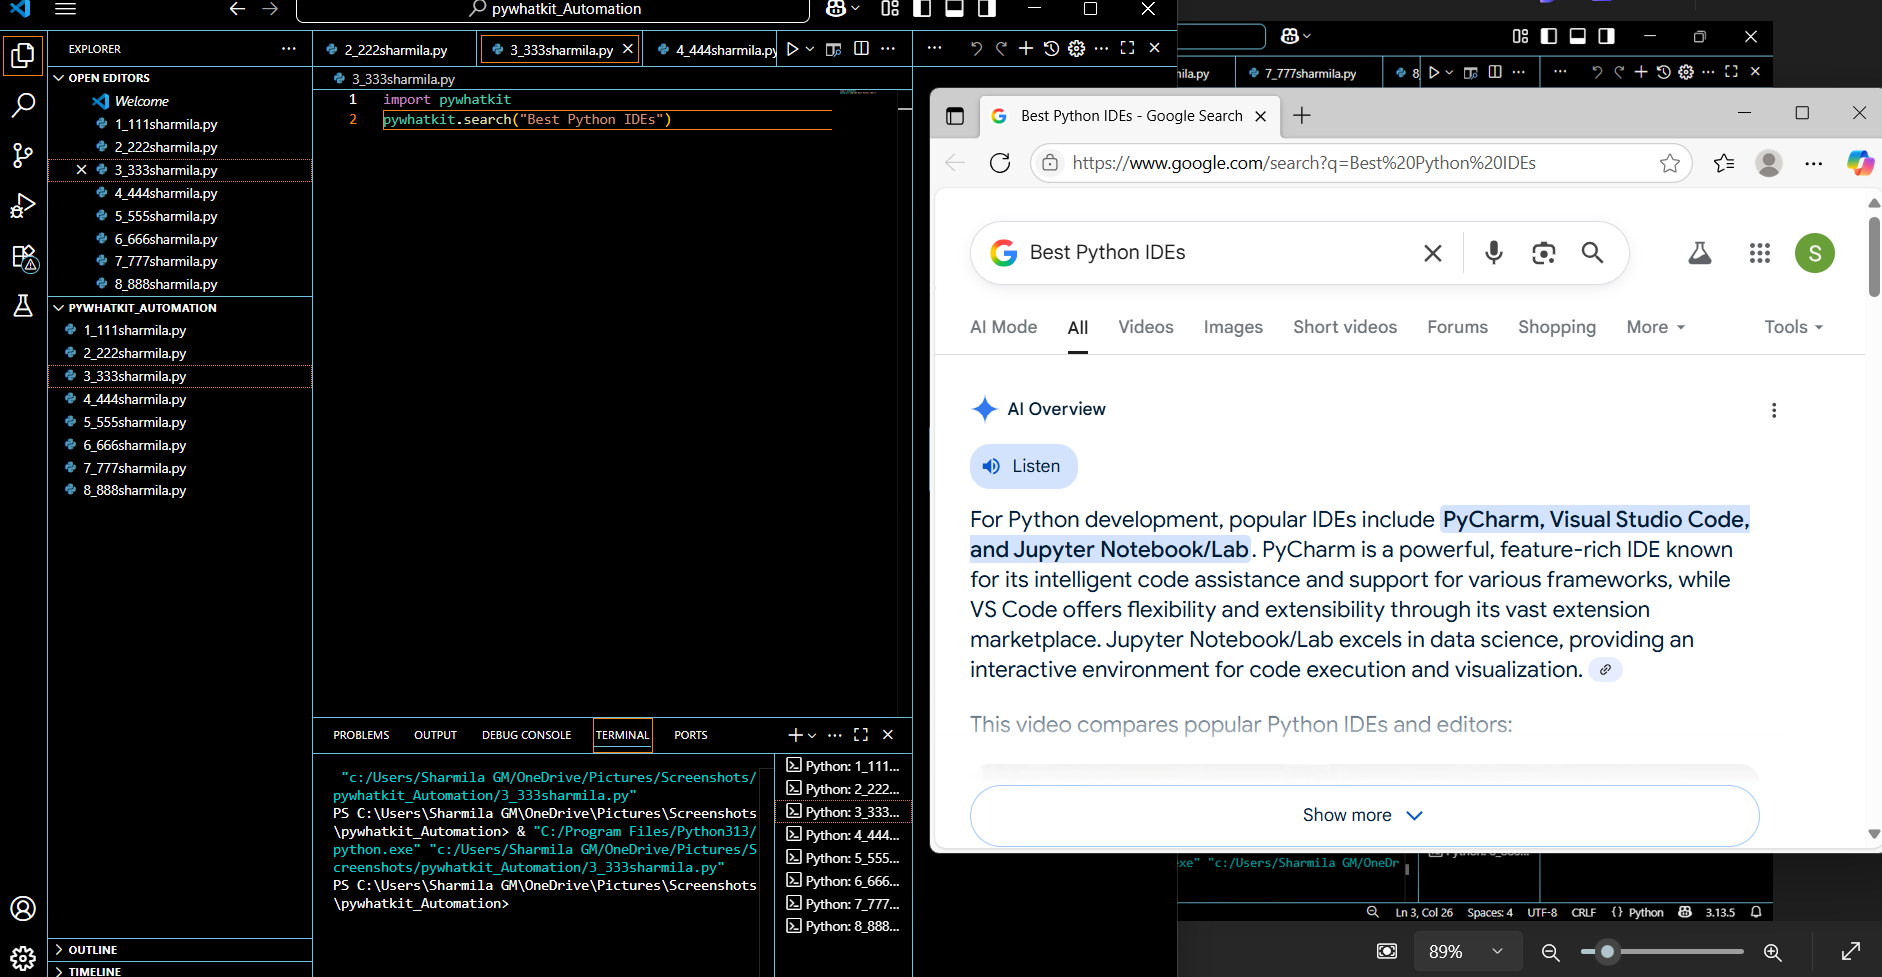 pywhatkit_Automation
EXPLORER
OPEN EDITORS
Welcome
1_111sharmila.py
2_222sharmila.py
3_333sharmila.py
4_444sharmila.py
5_555sharmila.py
6_666sharmila.py
7_777sharmila.py
8_888sharmila.py
PYWHATKIT_AUTOMATION
1_111sharmila.py
2_222sharmila.py
3_333sharmila.py
4_444sharmila.py
5_555sharmila.py
6_666sharmila.py
7_777sharmila.py
8_888sharmila.py
OUTLINE
TIMELINE
2_222sharmila.py 3_333sharmila.py 4_444sharmila.py
3_333sharmila.py
1 import pywhatkit
2 pywhatkit.search("Best Python IDEs")
PROBLEMS OUTPUT DEBUG CONSOLE TERMINAL PORTS
"c:/Users/Sharmila GM/OneDrive/Pictures/Screenshots/
pywhatkit_Automation/3_333sharmila.py"
PS C:\Users\Sharmila GM\OneDrive\Pictures\Screenshots
\pywhatkit_Automation> & "C:/Program Files/Python313/
python.exe" "c:/Users/Sharmila GM/OneDrive/Pictures/S
creenshots/pywhatkit_Automation/3_333sharmila.py"
PS C:\Users\Sharmila GM\OneDrive\Pictures\Screenshots
\pywhatkit_Automation>
Python: 1_111...
Python: 2_222...
Python: 3_333...
Python: 4_444...
Python: 5_555...
Python: 6_666...
Python: 7_777...
Python: 8_888...
ila.py 7_777sharmila.py 8
Best Python IDEs - Google Search
https://www.google.com/search?q=Best%20Python%20IDEs
Best Python IDEs
S
AI Mode All Videos Images Short videos Forums Shopping More Tools
AI Overview
Listen
For Python development, popular IDEs include PyCharm, Visual Studio Code,
and Jupyter Notebook/Lab. PyCharm is a powerful, feature-rich IDE known
for its intelligent code assistance and support for various frameworks, while
VS Code offers flexibility and extensibility through its vast extension
marketplace. Jupyter Notebook/Lab excels in data science, providing an
interactive environment for code execution and visualization.
This video compares popular Python IDEs and editors:
Show more
exe" "c:/Users/Sharmila GM/OneDr
Ln 3, Col 26 Spaces: 4 UTF-8 CRLF {} Python 3.13.5
89%